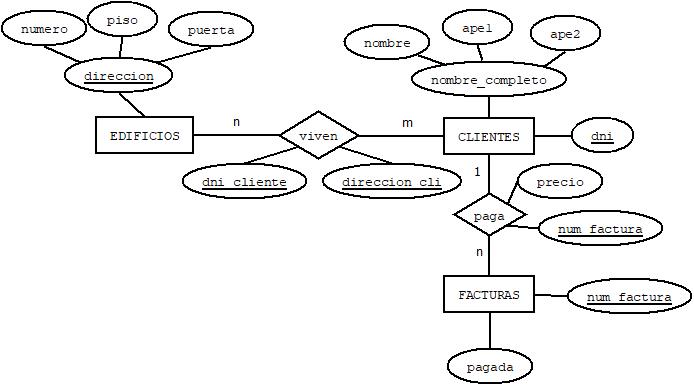 numero
piso
puerta
direccion
nombre
ape1
ape2
nombre_completo
EDIFICIOS
n
viven
m
CLIENTES
dni
dni_cliente
direccion_cli
1
precio
paga
num_factura
n
FACTURAS
num_factura
pagada